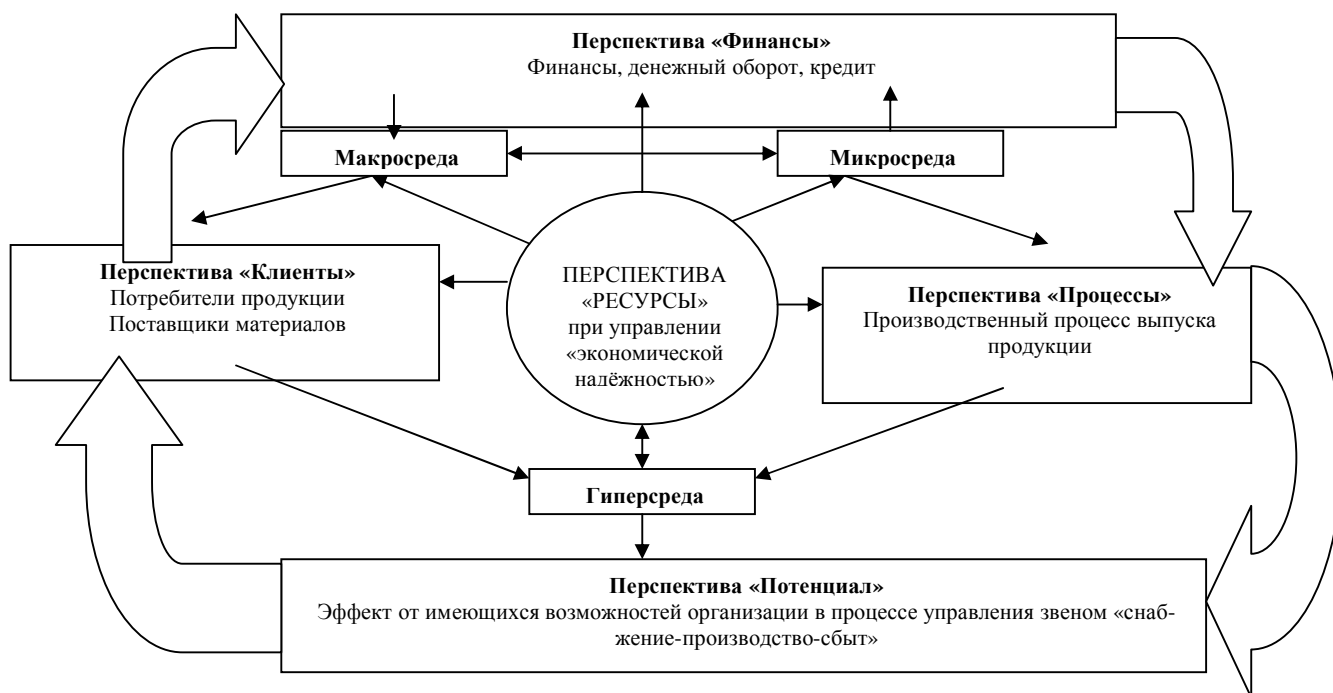 Перспектива «Финансы»
Финансы, денежный оборот, кредит
Макросреда
Микросреда
Перспектива «Клиенты»
Потребители продукции
Поставщики материалов
ПЕРСПЕКТИВА
«РЕСУРСЫ»
при управлении
«экономической
надёжностью»
Перспектива «Процессы»
Производственный процесс выпуска
продукции
Гиперсреда
Перспектива «Потенциал»
Эффект от имеющихся возможностей организации в процессе управления звеном «снаб-
жение-производство-сбыт»